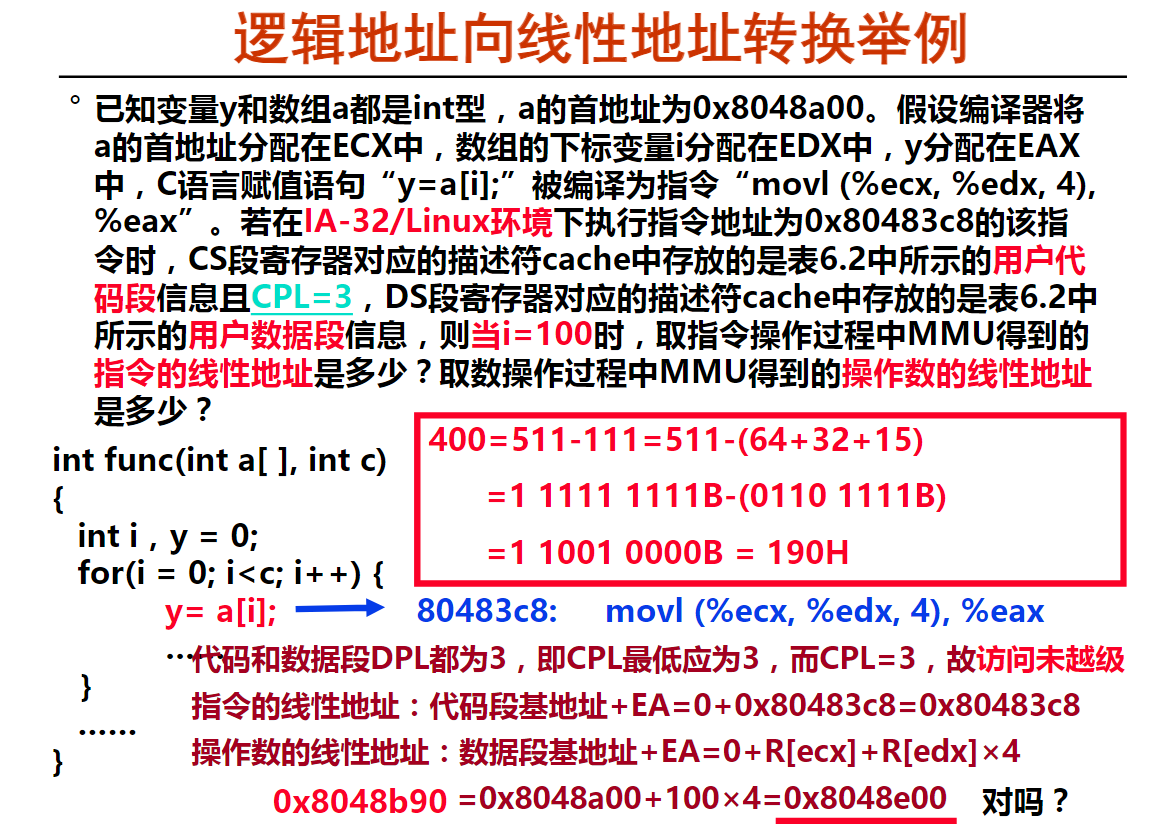 逻辑地址向线性地址转换举例
° 已知变量y和数组a都是int型，a的首地址为0x8048a00。假设编译器将
a的首地址分配在ECX中，数组的下标变量i分配在EDX中，y分配在EAX
中，C语言赋值语句“y=a[i];”被编译为指令“movl (%ecx, %edx, 4),
%eax”。若在IA-32/Linux环境下执行指令地址为0x80483c8的该指
令时，CS段寄存器对应的描述符cache中存放的是表6.2中所示的用户代
码段信息且CPL=3，DS段寄存器对应的描述符cache中存放的是表6.2中
所示的用户数据段信息，则当i=100时，取指令操作过程中MMU得到的
指令的线性地址是多少？取数操作过程中MMU得到的操作数的线性地址
是多少？
400=511-111=511-(64+32+15)
=1 1111 1111B-(0110 1111B)
=1 1001 0000B = 190H
int func(int a[ ], int c)
{
int i , y = 0;
for(i = 0; i<c; i++) {
y= a[i];
80483c8: movl (%ecx, %edx, 4), %eax
……
代码和数据段DPL都为3，即CPL最低应为3，而CPL=3，故访问未越级
}
指令的线性地址：代码段基地址+EA=0+0x80483c8=0x80483c8
……
操作数的线性地址：数据段基地址+EA=0+R[ecx]+R[edx]×4
}
0x8048b90 =0x8048a00+100×4=0x8048e00 对吗？